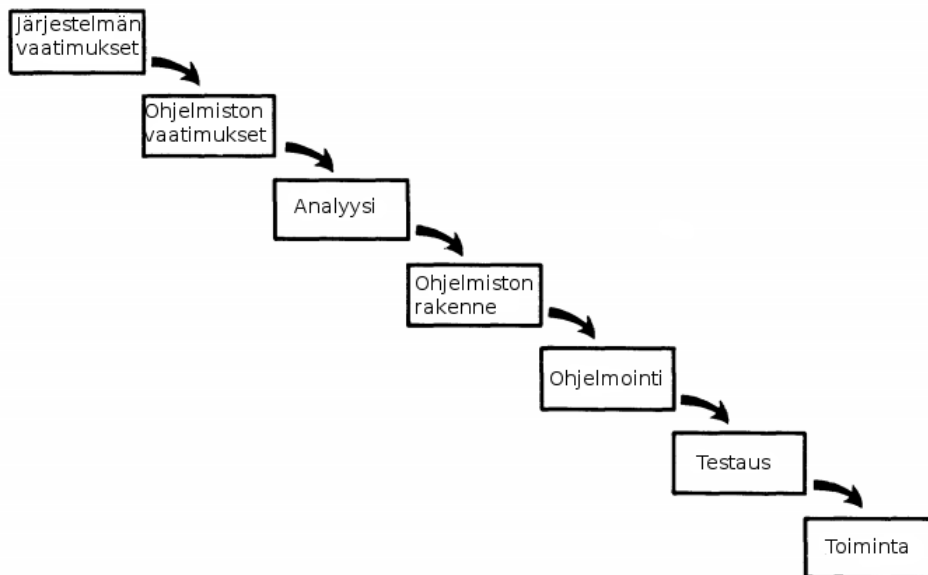 Järjestelmän
vaatimukset
Ohjelmiston
vaatimukset
Analyysi
Ohjelmiston
rakenne
Ohjelmointi
Testaus
Toiminta